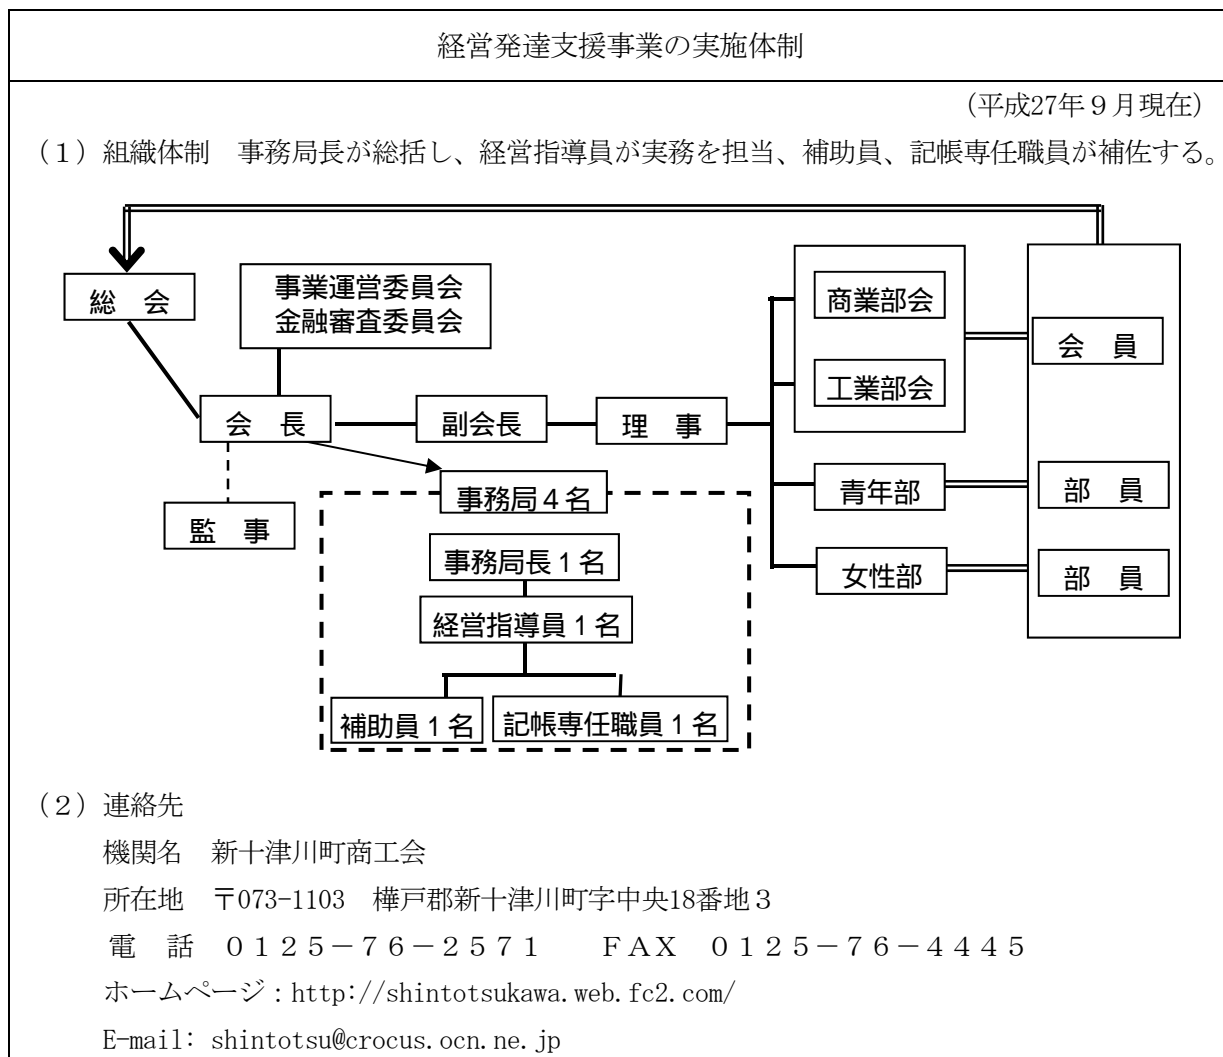 経営発達支援事業の実施体制
（平成27年９月現在）
（１）組織体制　事務局長が総括し、経営指導員が実務を担当、補助員、記帳専任職員が補佐する。
総　会
事業運営委員会
金融審査委員会
商業部会
会　員
工業部会
会　長
副会長
理　事
事務局４名
青年部
部　員
監　事
事務局長１名
女性部
部　員
経営指導員１名
補助員１名
記帳専任職員１名
（２）連絡先
機関名　新十津川町商工会
所在地　〒073-1103　樺戸郡新十津川町字中央18番地３
電　話　０１２５－７６－２５７１　　ＦＡＸ　０１２５－７６－４４４５
ホームページ：http://shintotsukawa.web.fc2.com/
E-mail: shintotsu@crocus.ocn.ne.jp